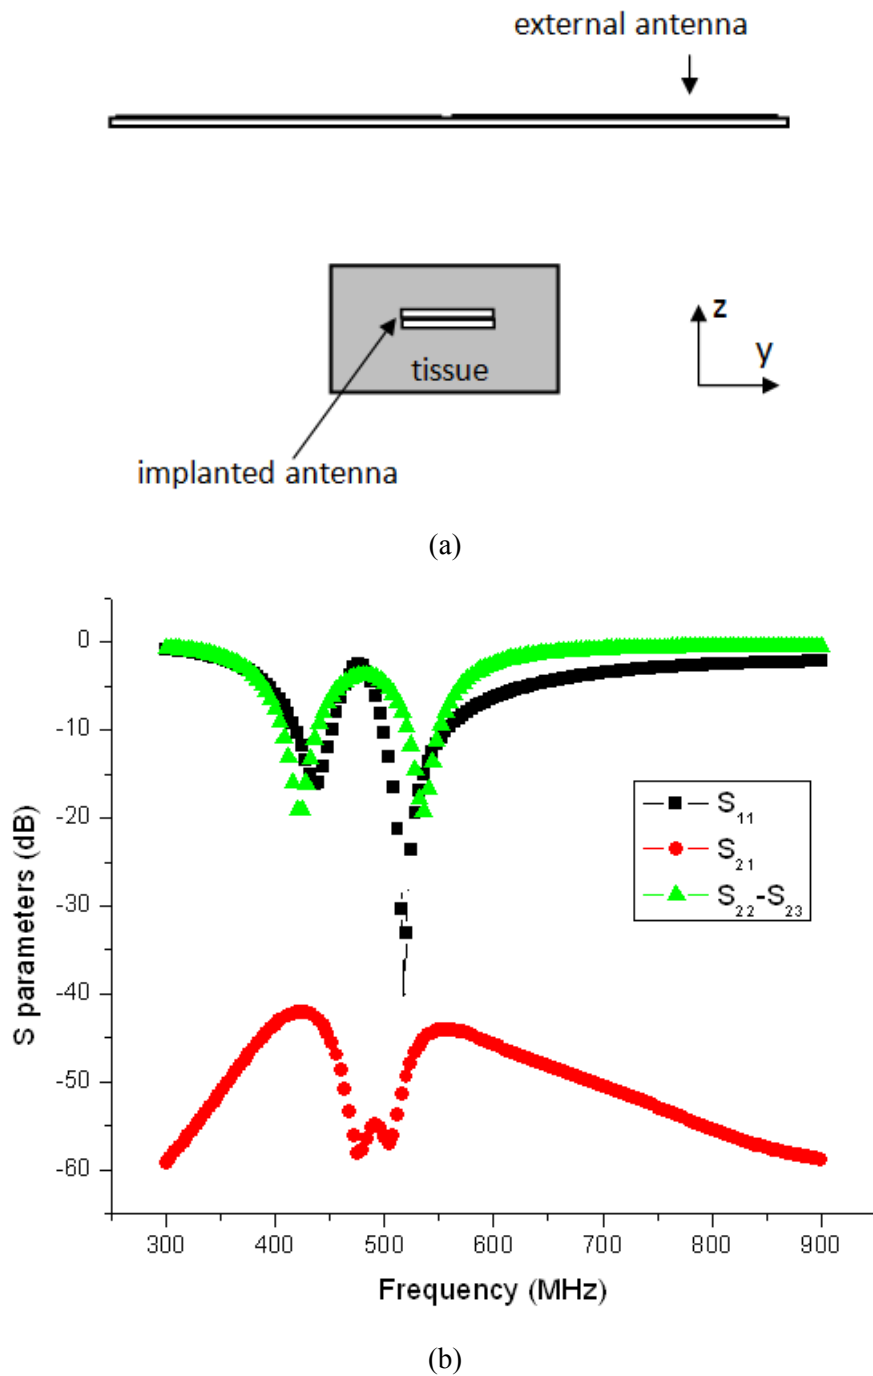 external antenna
z
y
tissue
implanted antenna
(a)
S parameters (dB)
0
-10
-20
-30
-40
-50
-60
S11
S21
S22-S23
300 400 500 600 700 800 900
Frequency (MHz)
(b)